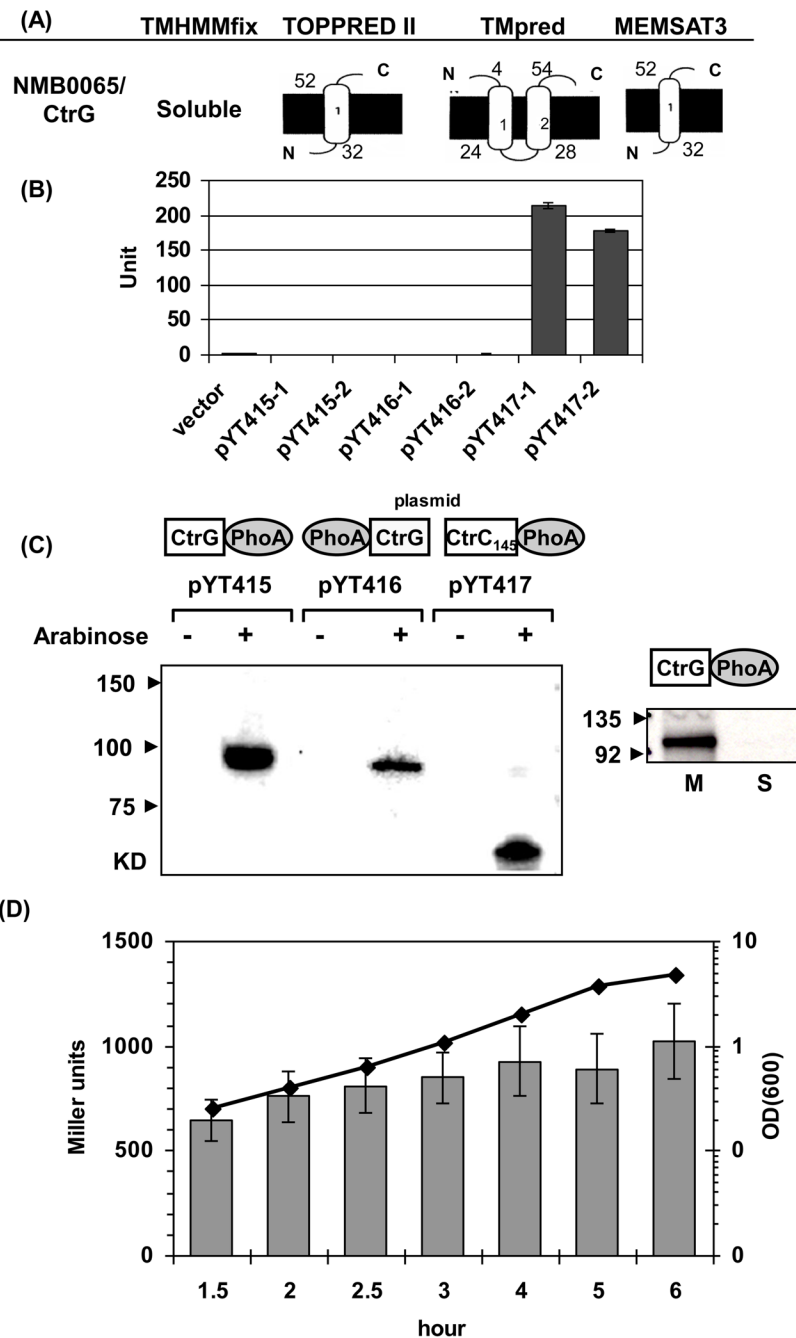 (A) TMHMMfix TOPPRED II TMpred MEMSAT3
NMB0065/
CtrG
Soluble
52 C
1
N 32
N 4 54 C
1 2
24 28
52 C
1
N 32
(B)
Unit
250
200
150
100
50
0
vector pYT415-1 pYT415-2 pYT416-1 pYT416-2 pYT417-1 pYT417-2
plasmid
(C)
CtrG PhoA PhoA CtrG CtrC145 PhoA
pYT415 pYT416 pYT417
Arabinose - + - + - +
150
100
75
KD
CtrG PhoA
135
92
M S
(D)
Miller units
1500
1000
500
0
OD(600)
10
1
0
0
1.5 2 2.5 3 4 5 6
hour